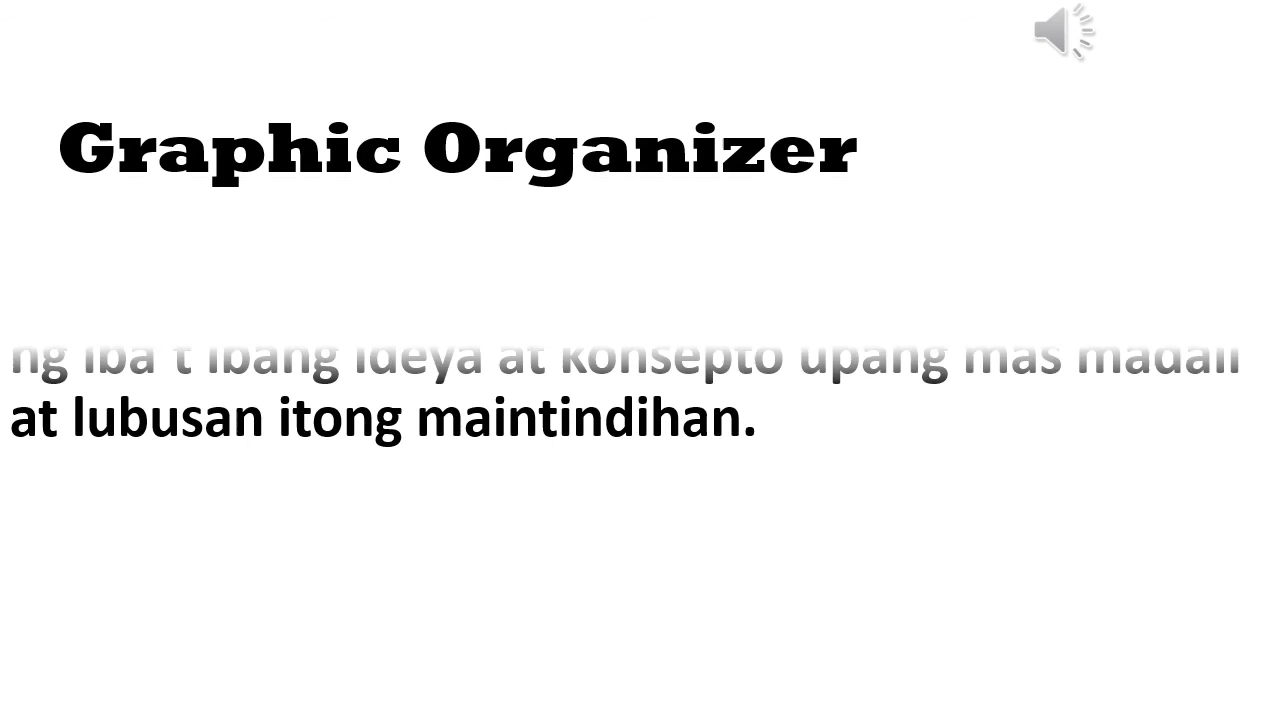 Graphic Organizer
ng iba't ibang ideya at konsepto upang mas madali
at lubusan itong maintindihan.